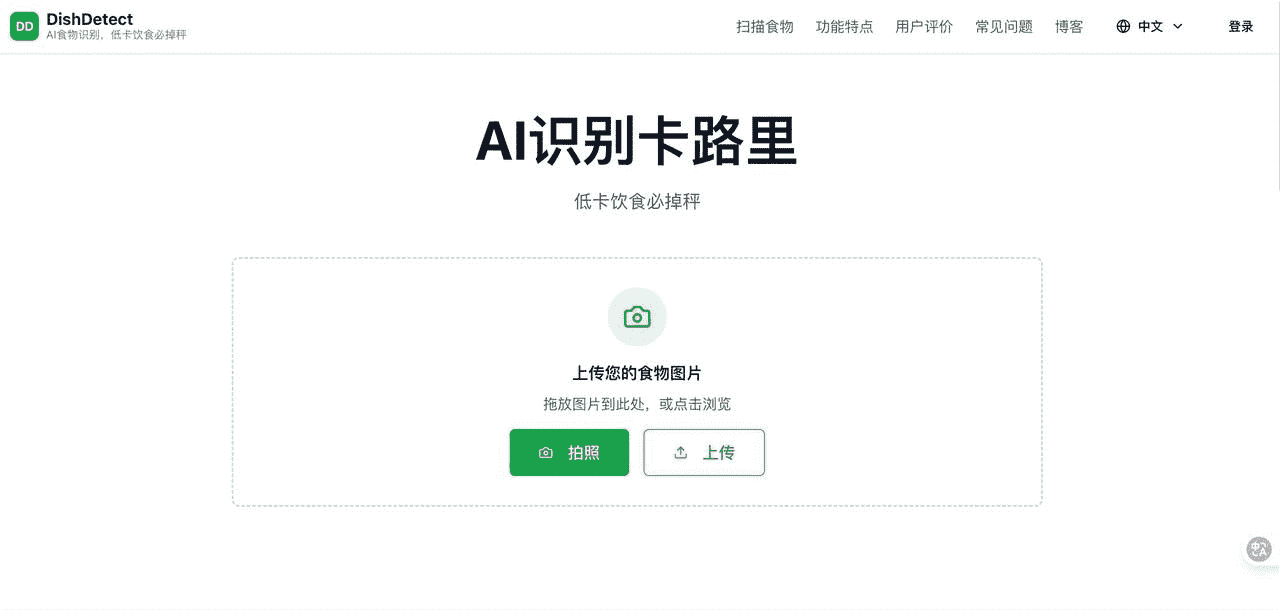 DD
DishDetect
AI食物识别，低卡饮食必掉秤
扫描食物 功能特点 用户评价 常见问题 博客 中文 登录
AI识别卡路里
低卡饮食必掉秤
上传您的食物图片
拖放图片到此处，或点击浏览
拍照 上传